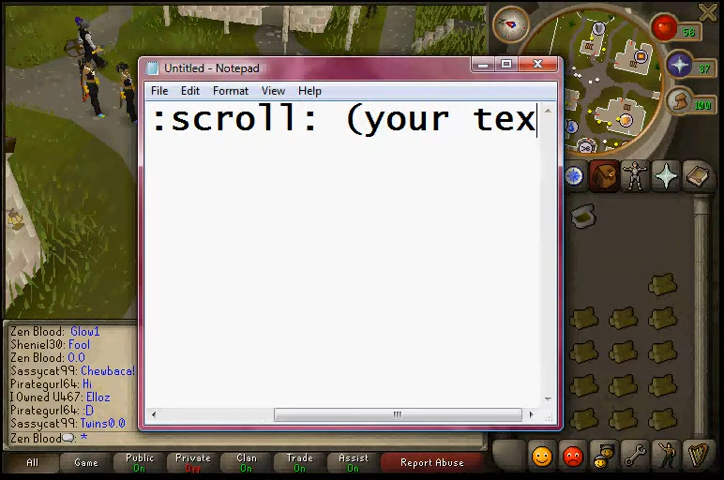 56
37
100
Untitled - Notepad
File Edit Format View Help
:scroll: (your tex
Zen Blood: Glow1
Sheniel30: Fool
Zen Blood: O.O
Sassycat99: Chewbaca!
Pirategurl64: Hi
I Owned U467: Elloz
Pirategurl64: :D
Sassycat99: Twins0.0
Zen Blood: *
All
Game
Public
On
Private
Off
Clan
On
Trade
On
Assist
On
Report Abuse